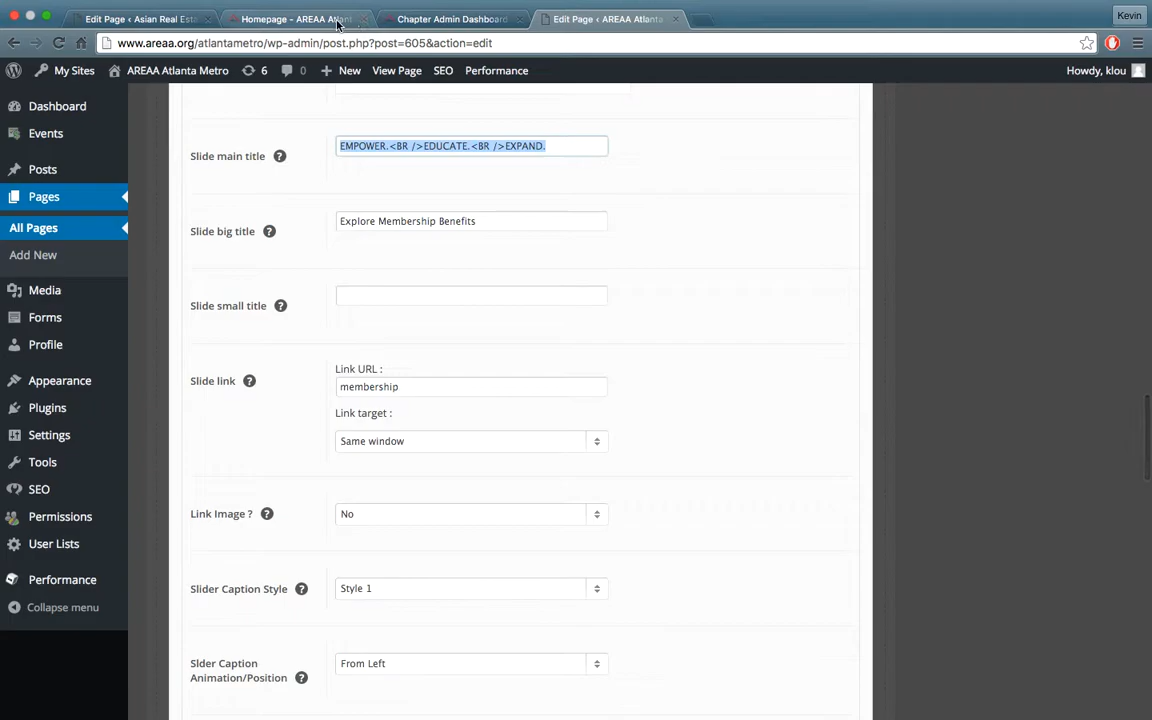 Edit Page ‹ Asian Real Esta
Homepage – AREAA Atlant
Chapter Admin Dashboard
Edit Page ‹ AREAA Atlanta
Kevin
www.areaa.org/atlantametro/wp-admin/post.php?post=605&action=edit
My Sites
AREAA Atlanta Metro
6
0
New
View Page
SEO
Performance
Howdy, klou
Dashboard
Events
Posts
Pages
All Pages
Add New
Media
Forms
Profile
Appearance
Plugins
Settings
Tools
SEO
Permissions
User Lists
Performance
Collapse menu
Slide main title ?
EMPOWER.<BR />EDUCATE.<BR />EXPAND.
Slide big title ?
Explore Membership Benefits
Slide small title ?
Slide link ?
Link URL :
membership
Link target :
Same window
Link Image ? ?
No
Slider Caption Style ?
Style 1
Slder Caption
Animation/Position ?
From Left